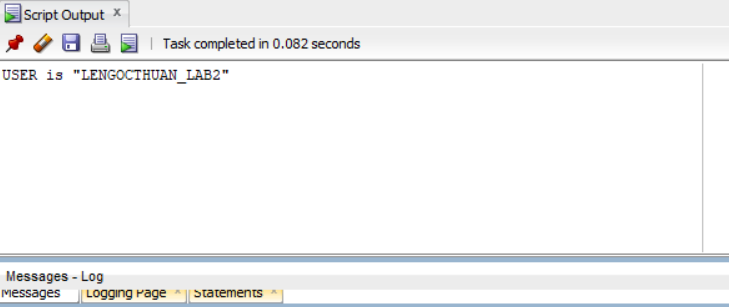 Script Output x
Task completed in 0.082 seconds
USER is "LENGOCTHUAN_LAB2"
Messages - Log
Messages Logging Page Statements